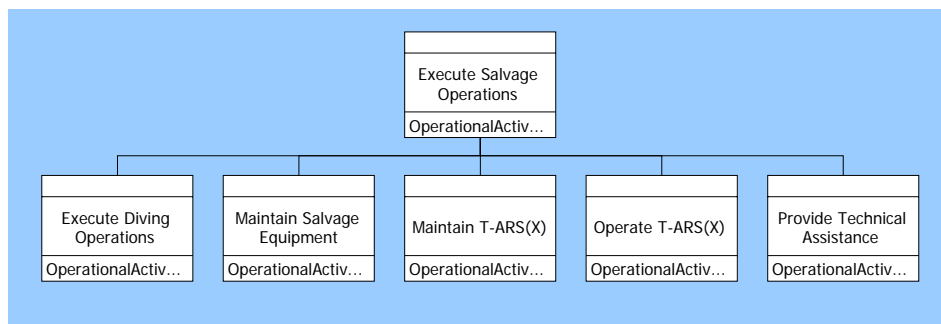 Execute Salvage
Operations
OperationalActiv...
Execute Diving
Operations
OperationalActiv...
Maintain Salvage
Equipment
OperationalActiv...
Maintain T-ARS(X)
OperationalActiv...
Operate T-ARS(X)
OperationalActiv...
Provide Technical
Assistance
OperationalActiv...